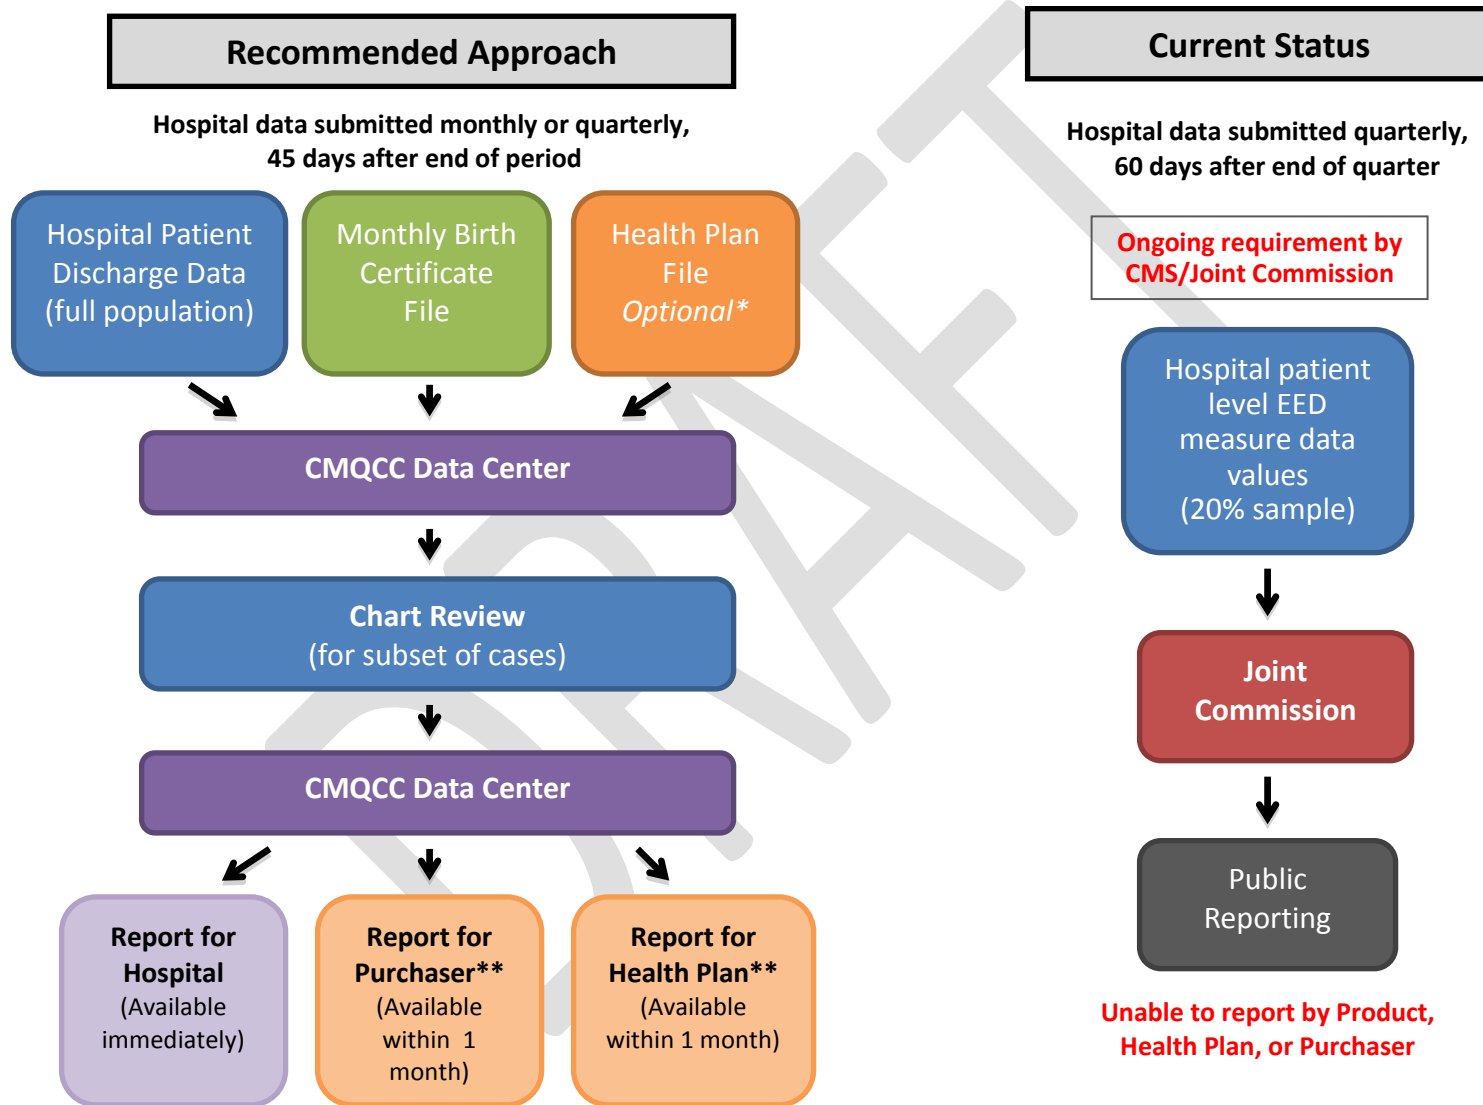 Recommended Approach
Hospital data submitted monthly or quarterly,
45 days after end of period
Hospital Patient
Discharge Data
(full population)
Monthly Birth
Certificate
File
Health Plan
File
Optional*
CMQCC Data Center
Chart Review
(for subset of cases)
CMQCC Data Center
Report for
Hospital
(Available
immediately)
Report for
Purchaser**
(Available
within 1
month)
Report for
Health Plan**
(Available
within 1 month)
Current Status
Hospital data submitted quarterly,
60 days after end of quarter
Ongoing requirement by
CMS/Joint Commission
Hospital patient
level EED
measure data
values
(20% sample)
Joint
Commission
Public
Reporting
Unable to report by Product,
Health Plan, or Purchaser
DRAFT